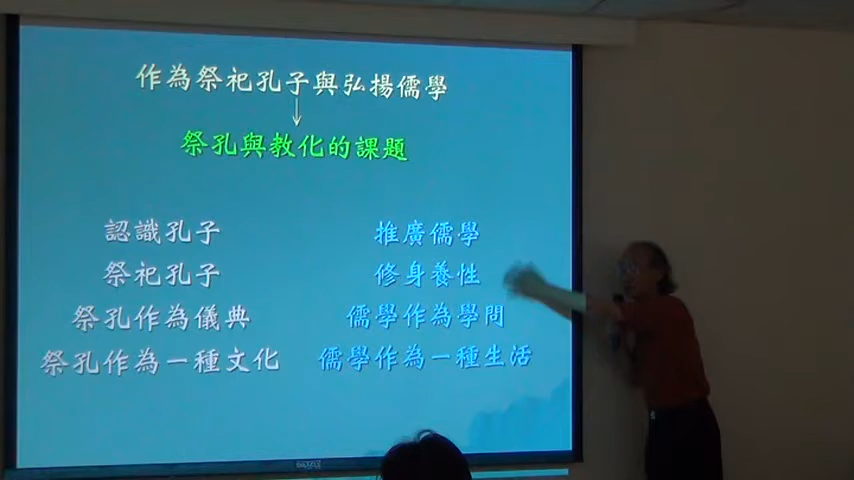 作為祭祀孔子與弘揚儒學
祭孔與教化的課題
認識孔子
祭祀孔子
祭孔作為儀典
祭孔作為一種文化
推廣儒學
修身養性
儒學作為學問
儒學作為一種生活